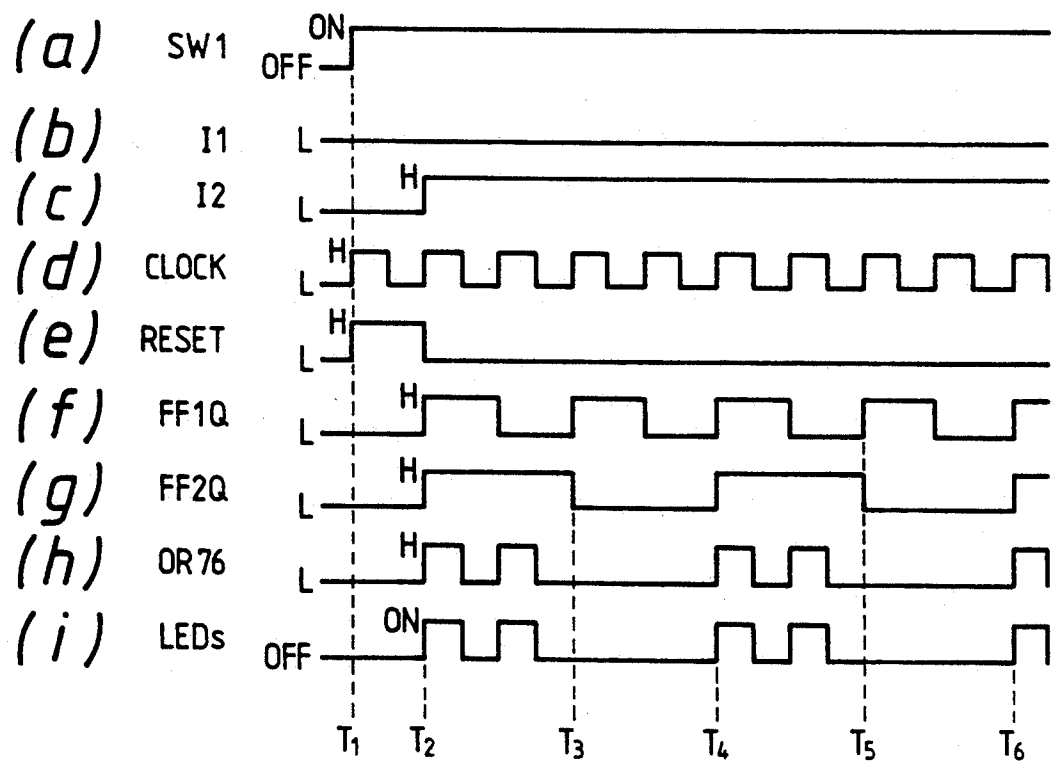 (a) SW1 ON OFF
(b) I1 L
(c) I2 H L
(d) CLOCK H L
(e) RESET H L
(f) FF1Q H L
(g) FF2Q H L
(h) OR76 H L
(i) LEDs ON OFF
T1 T2 T3 T4 T5 T6